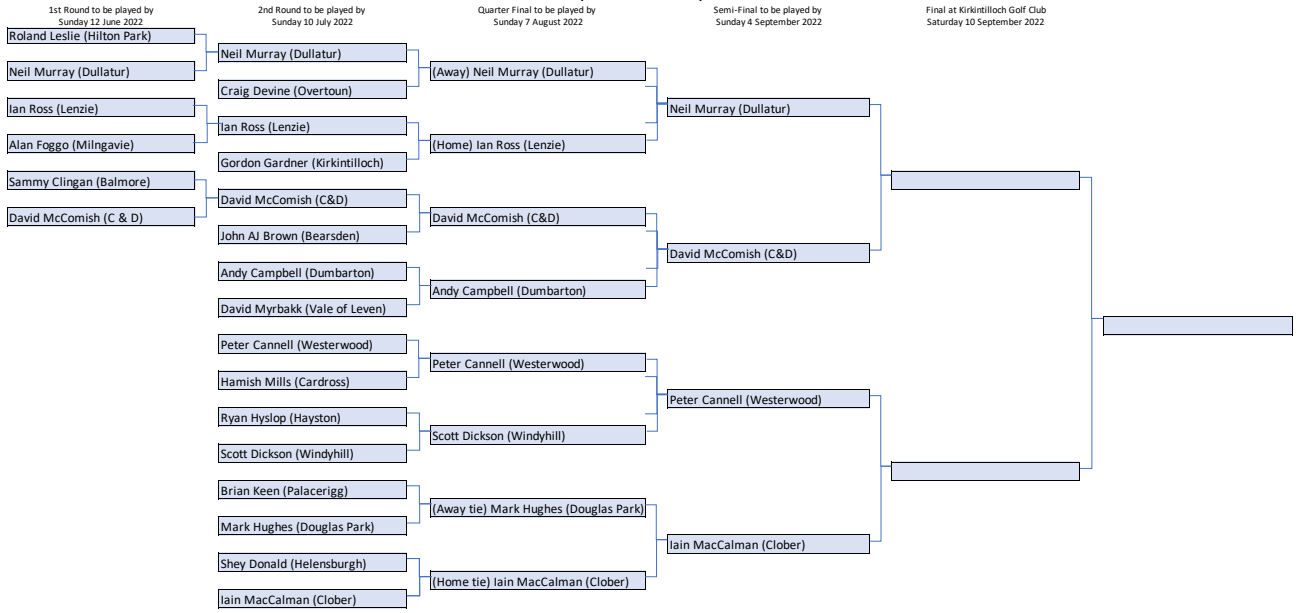 1st Round to be played by
Sunday 12 June 2022
2nd Round to be played by
Sunday 10 July 2022
Quarter Final to be played by
Sunday 7 August 2022
Semi-Final to be played by
Sunday 4 September 2022
Final at Kirkintilloch Golf Club
Saturday 10 September 2022
Roland Leslie (Hilton Park)
Neil Murray (Dullatur)
Ian Ross (Lenzie)
Alan Foggo (Milngavie)
Sammy Clingan (Balmore)
David McComish (C & D)
Neil Murray (Dullatur)
Craig Devine (Overtoun)
Ian Ross (Lenzie)
Gordon Gardner (Kirkintilloch)
David McComish (C&D)
John AJ Brown (Bearsden)
Andy Campbell (Dumbarton)
David Myrbakk (Vale of Leven)
Peter Cannell (Westerwood)
Hamish Mills (Cardross)
Ryan Hyslop (Hayston)
Scott Dickson (Windyhill)
Brian Keen (Palacerigg)
Mark Hughes (Douglas Park)
Shey Donald (Helensburgh)
Iain MacCalman (Clober)
(Away) Neil Murray (Dullatur)
(Home) Ian Ross (Lenzie)
David McComish (C&D)
Andy Campbell (Dumbarton)
Peter Cannell (Westerwood)
Scott Dickson (Windyhill)
(Away tie) Mark Hughes (Douglas Park)
(Home tie) Iain MacCalman (Clober)
Neil Murray (Dullatur)
David McComish (C&D)
Peter Cannell (Westerwood)
Iain MacCalman (Clober)